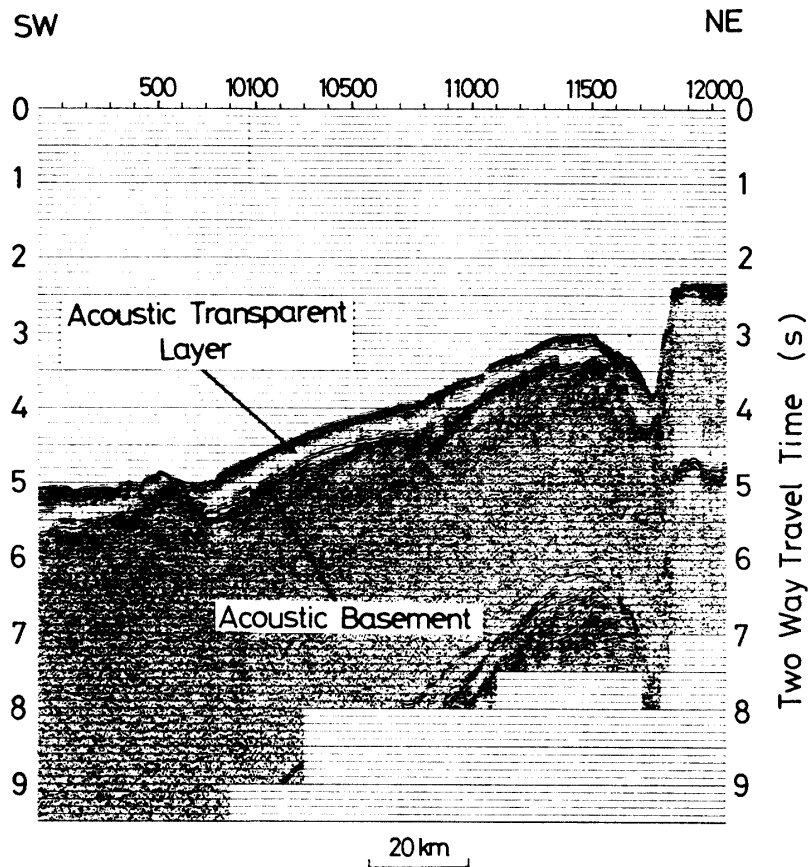 SW NE
500 10100 10500 11000 11500 12000
0 0
1 1
2 2
3 3
4 4
5 5
6 6
7 7
8 8
9 9
Acoustic Transparent
Layer
Acoustic Basement
Two Way Travel Time (s)
20 km